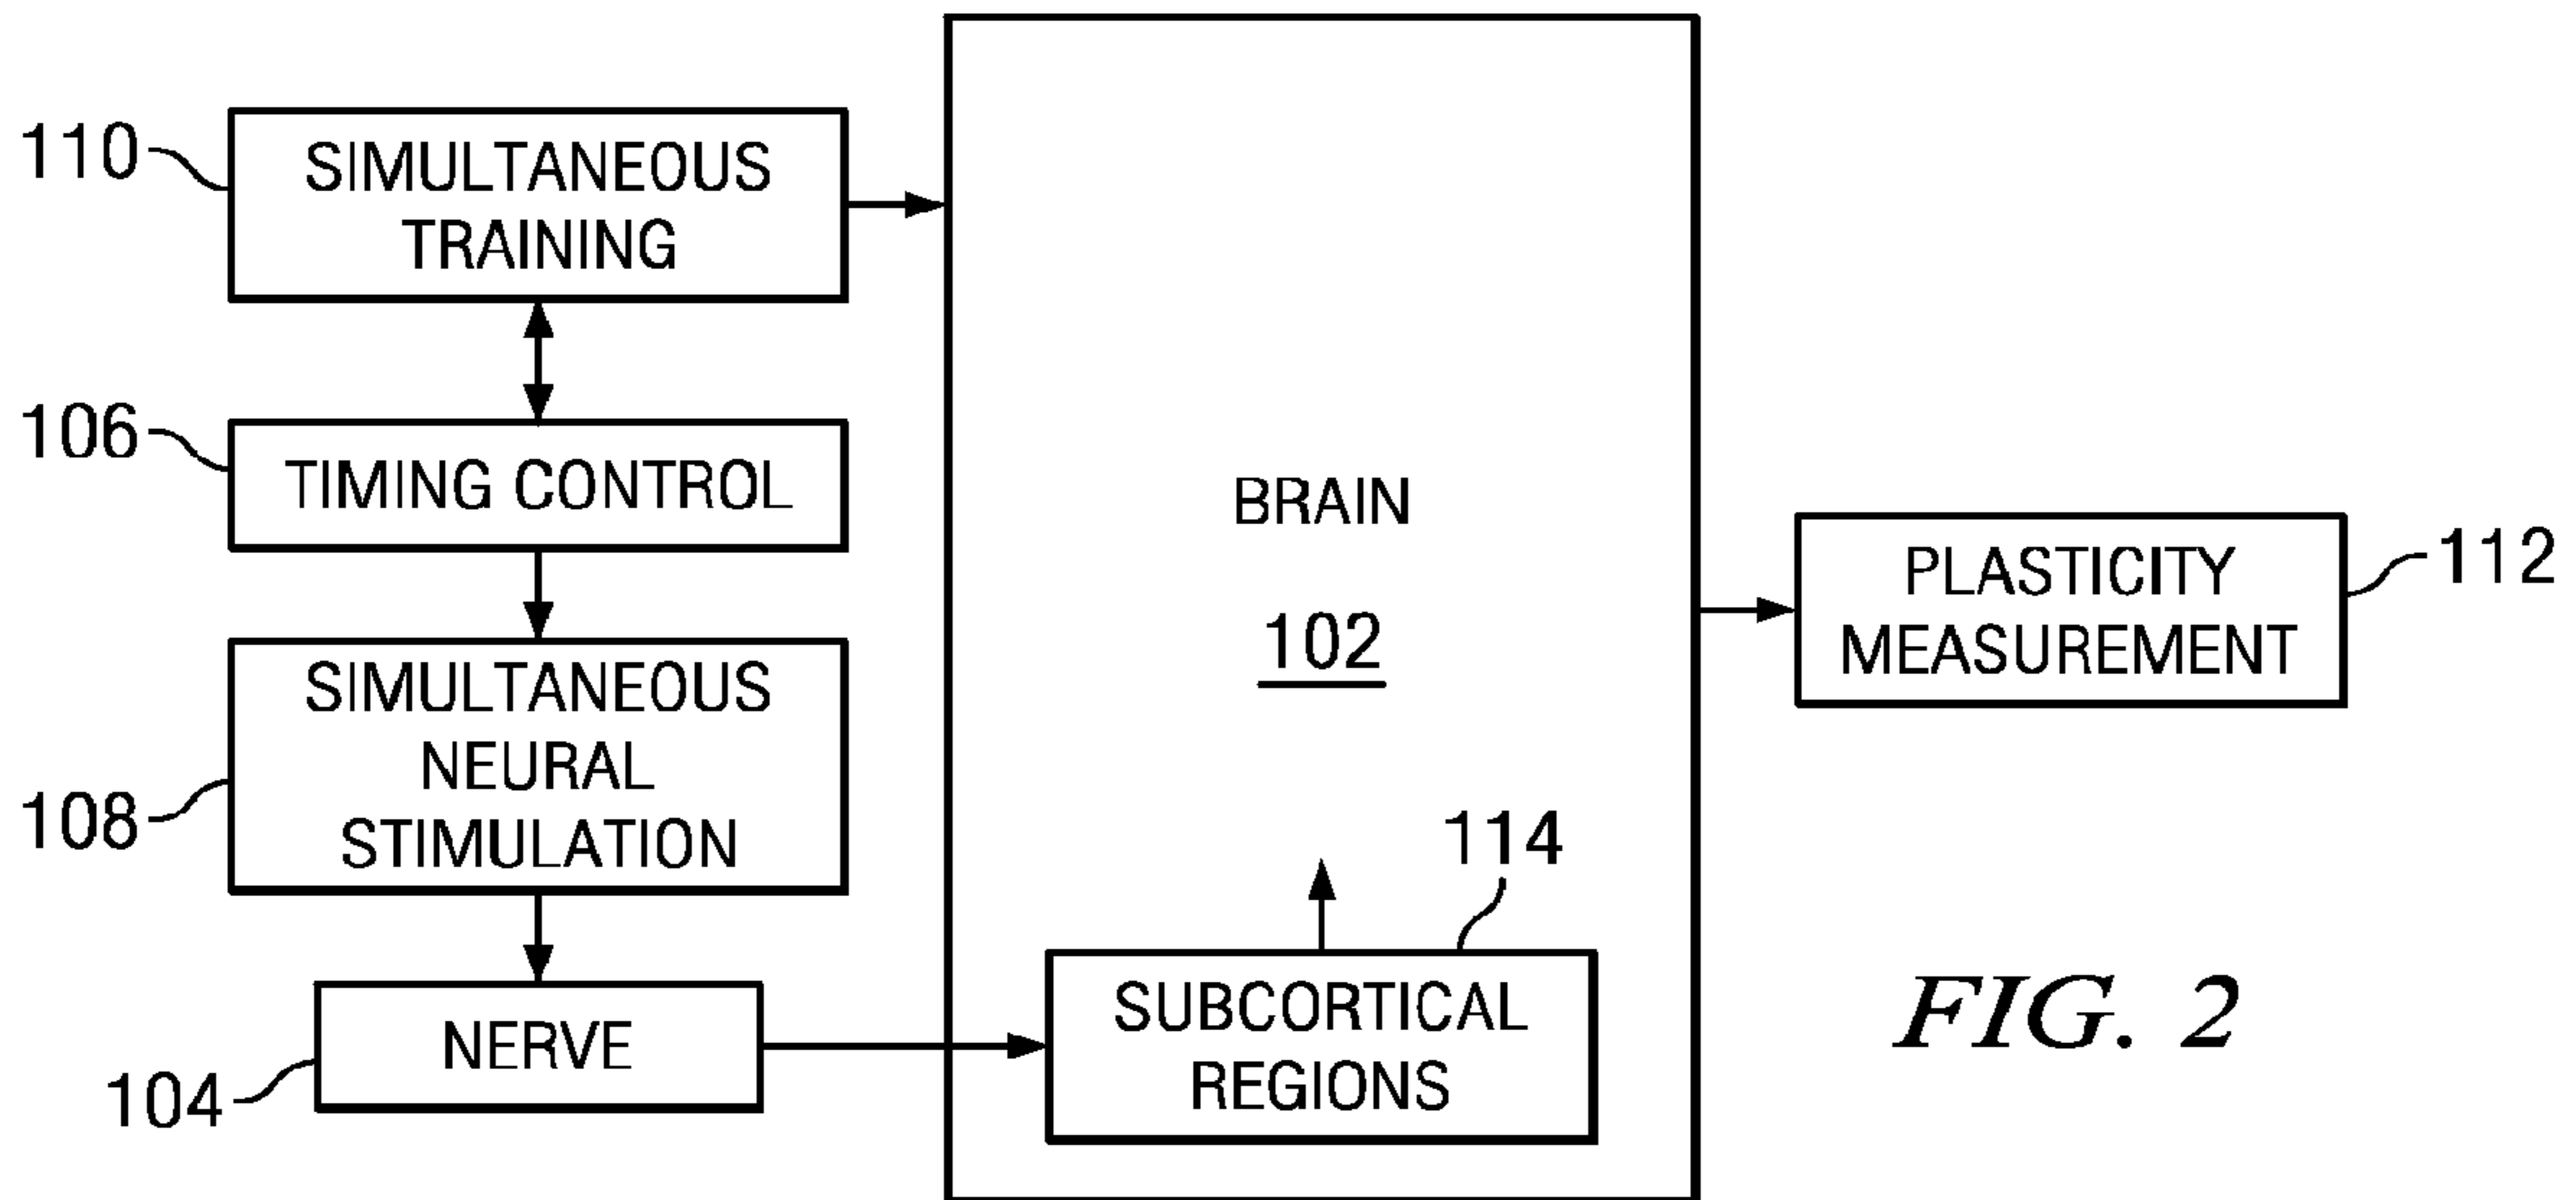 110
SIMULTANEOUS
TRAINING
106
TIMING CONTROL
108
SIMULTANEOUS
NEURAL
STIMULATION
104
NERVE
BRAIN
102
114
SUBCORTICAL
REGIONS
PLASTICITY
MEASUREMENT
112
FIG. 2